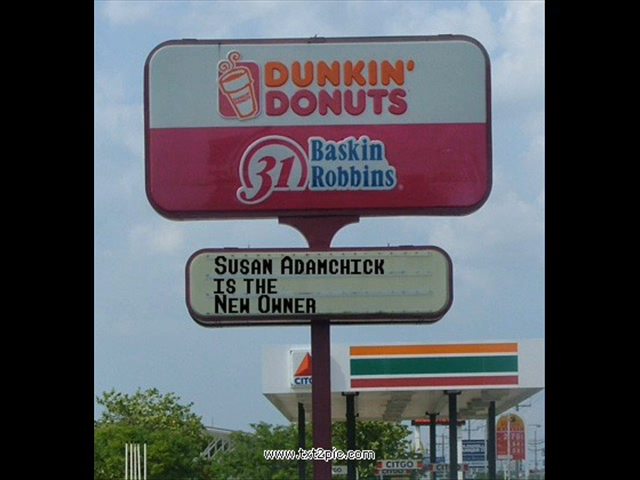 DUNKIN'
DONUTS
31
Baskin
Robbins
SUSAN ADAMCHICK
IS THE
NEW OWNER
CITGO
www.txt2pic.com
CITGO